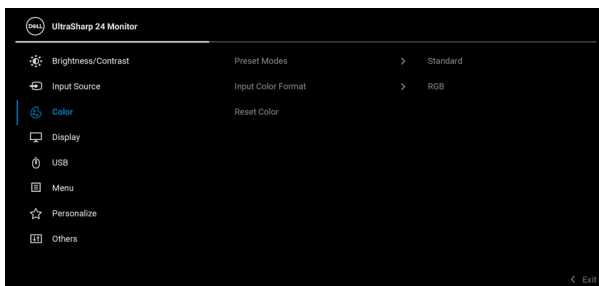 DELL UltraSharp 24 Monitor
Brightness/Contrast Preset Modes > Standard
Input Source Input Color Format > RGB
Color Reset Color
Display
USB
Menu
Personalize
Others
< Exit